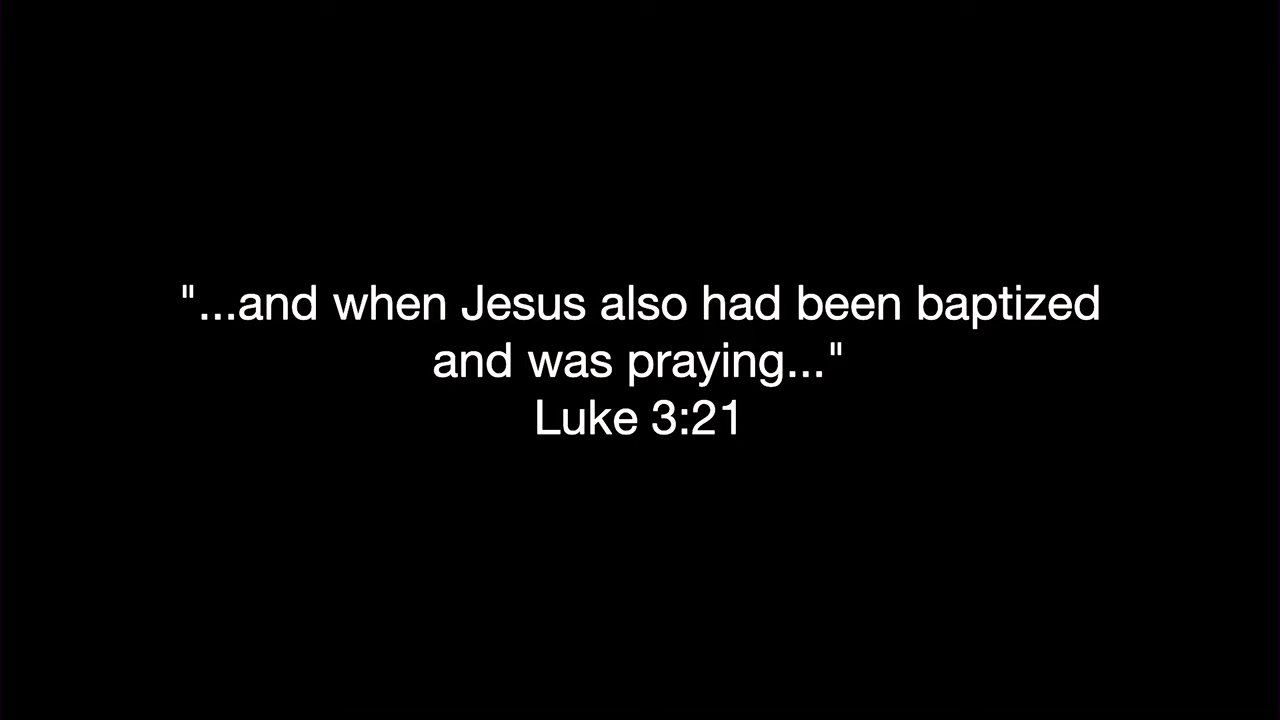 "...and when Jesus also had been baptized
and was praying..."
Luke 3:21